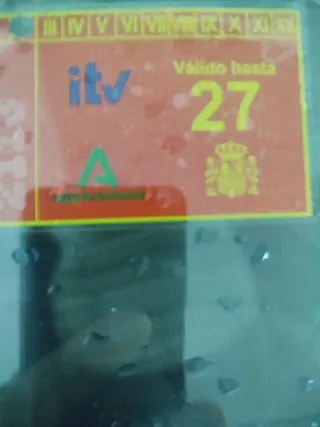 III IV V VI VII VIII IX X XI XII
itv
Válido hasta
27